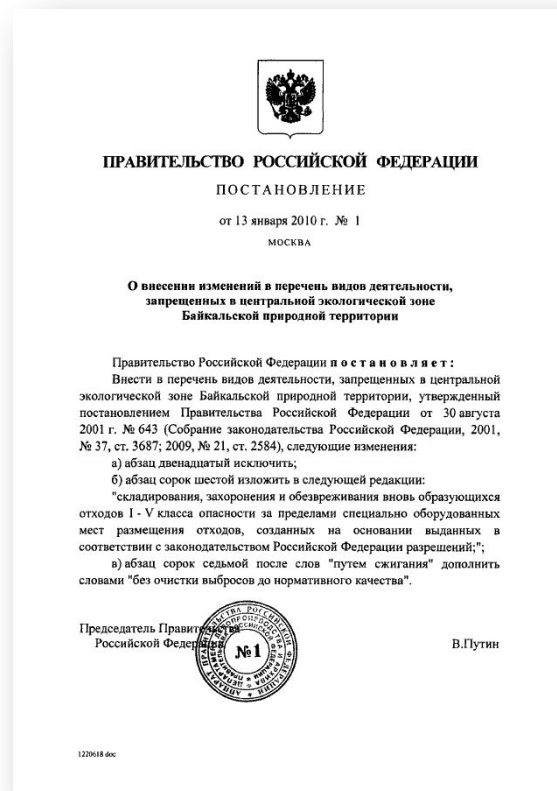 ПРАВИТЕЛЬСТВО РОССИЙСКОЙ ФЕДЕРАЦИИ
ПОСТАНОВЛЕНИЕ
от 13 января 2010 г. № 1
МОСКВА
О внесении изменений в перечень видов деятельности,
запрещенных в центральной экологической зоне
Байкальской природной территории
Правительство Российской Федерации постановляет:
Внести в перечень видов деятельности, запрещенных в центральной
экологической зоне Байкальской природной территории, утвержденный
постановлением Правительства Российской Федерации от 30 августа
2001 г. № 643 (Собрание законодательства Российской Федерации, 2001,
№ 37, ст. 3687; 2009, № 21, ст. 2584), следующие изменения:
а) абзац двенадцатый исключить;
б) абзац сорок шестой изложить в следующей редакции:
"складирования, захоронения и обезвреживания вновь образующихся
отходов I - V класса опасности за пределами специально оборудованных
мест размещения отходов, созданных на основании выданных в
соответствии с законодательством Российской Федерации разрешений;";
в) абзац сорок седьмой после слов "путем сжигания" дополнить
словами "без очистки выбросов до нормативного качества".
Председатель Правительства
Российской Федерации
В.Путин
АППАРАТ ПРАВИТЕЛЬСТВА РОССИЙСКОЙ ФЕДЕРАЦИИ
№1
1220618 doc